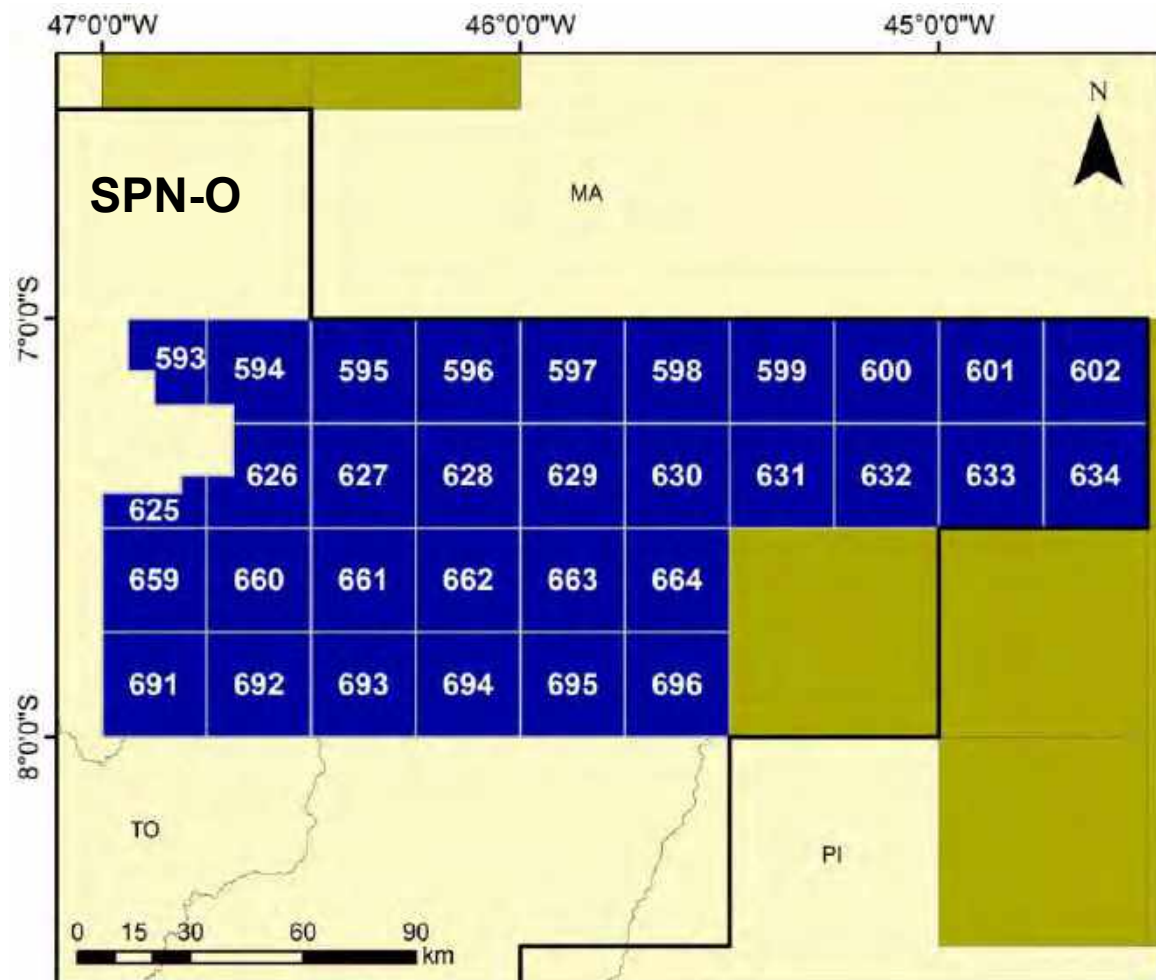 47°0'0"W 46°0'0"W 45°0'0"W
N
SPN-O
MA
7°0'0"S
593 594 595 596 597 598 599 600 601 602
625 626 627 628 629 630 631 632 633 634
659 660 661 662 663 664
691 692 693 694 695 696
8°0'0"S
TO
PI
0 15 30 60 90
km